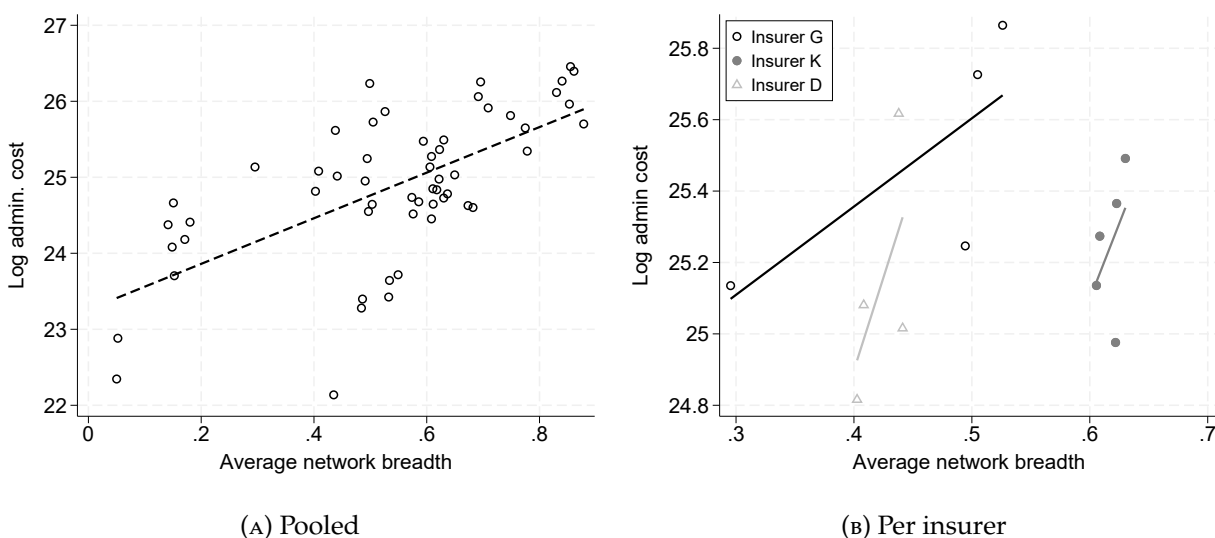 27
26
25
24
23
22
Log admin. cost
0 .2 .4 .6 .8
Average network breadth
(A) Pooled
Insurer G
Insurer K
Insurer D
25.8
25.6
25.4
25.2
25
24.8
Log admin cost
.3 .4 .5 .6 .7
Average network breadth
(B) Per insurer